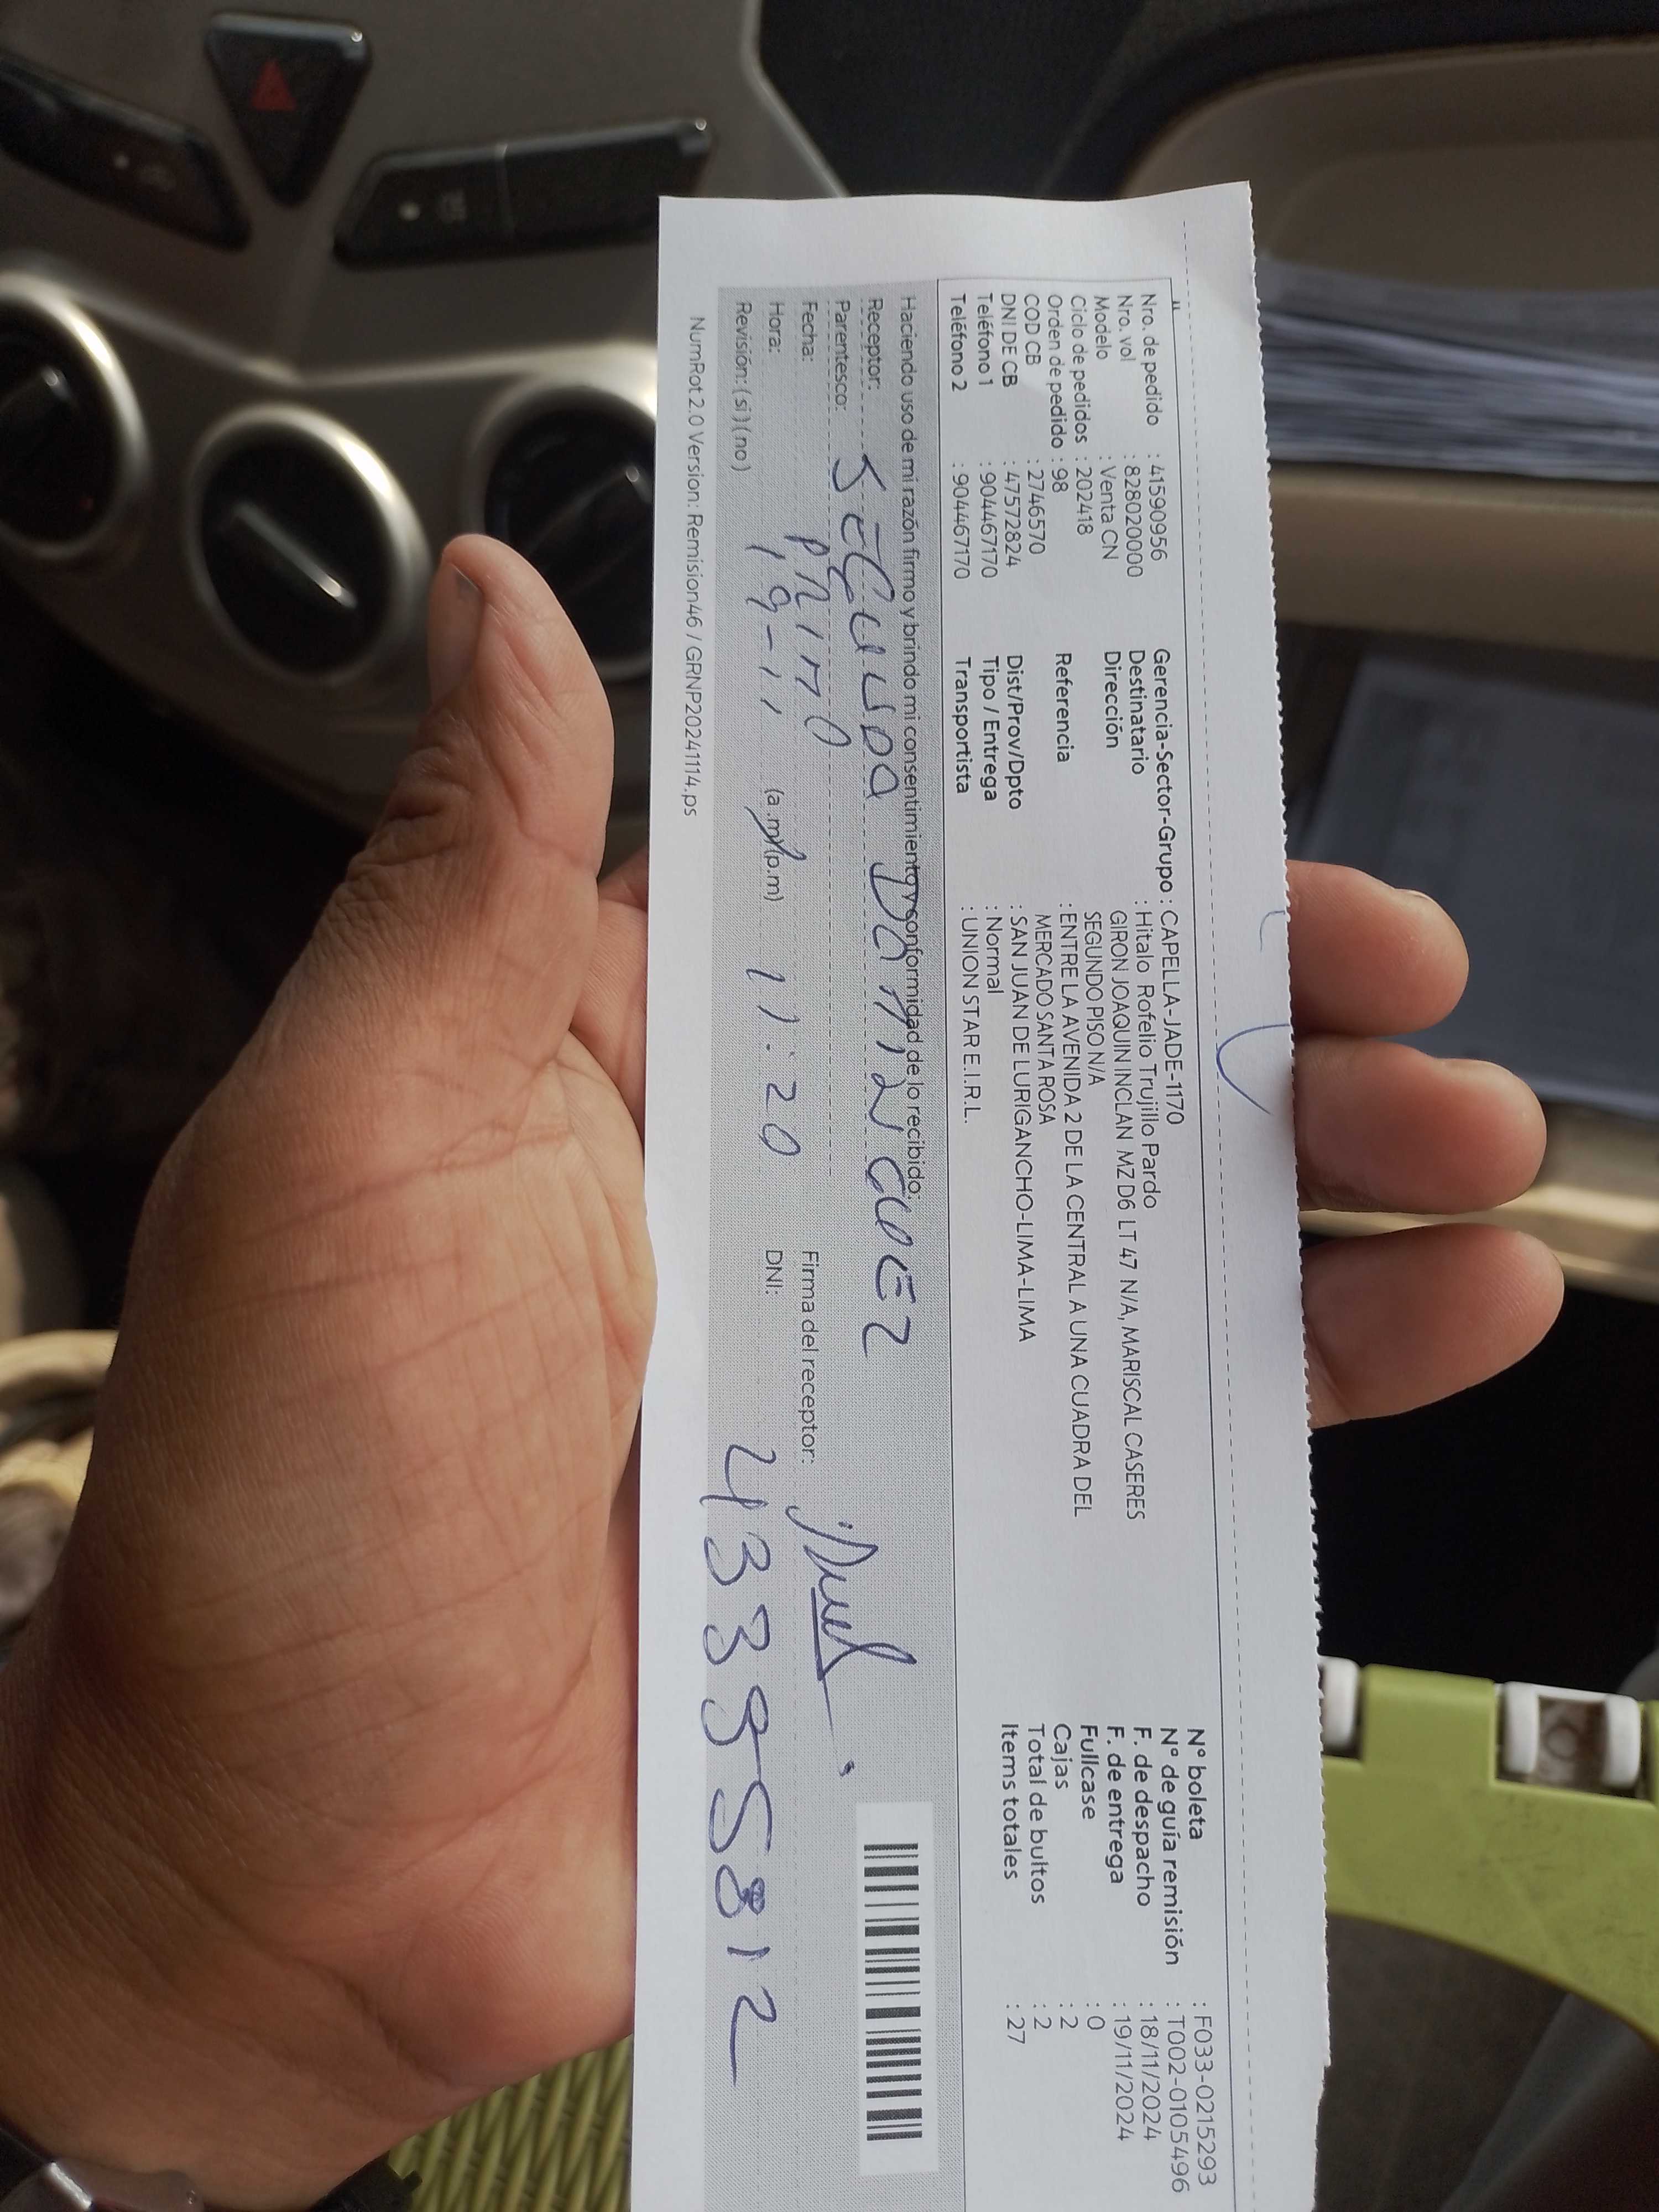 Nro. de pedido : 41590956
Nro. vol : 828020000
Modelo : Venta CN
Ciclo de pedidos : 202418
Orden de pedido : 98
COD CB : 2746570
DNI DE CB : 47572824
Teléfono 1 : 904467170
Teléfono 2 : 904467170
Gerencia-Sector-Grupo : CAPELLA-JADE-1170
Destinatario : Hitalo Rofelio Trujillo Pardo
Dirección GIRON JOAQUIN INCLAN MZ D6 LT 47 N/A, MARISCAL CASERES
SEGUNDO PISO N/A
Referencia : ENTRE LA AVENIDA 2 DE LA CENTRAL A UNA CUADRA DEL
MERCADO SANTA ROSA
Dist/Prov/Dpto : SAN JUAN DE LURIGANCHO-LIMA-LIMA
Tipo / Entrega : Normal
Transportista : UNION STAR E.I.R.L.
N° boleta : F033-0215293
N° de guía remisión : T002-0105496
F. de despacho : 18/11/2024
F. de entrega : 19/11/2024
Fullcase : 0
Cajas : 2
Total de bultos : 2
Items totales : 27
Haciendo uso de mi razón firmo y brindo mi consentimiento y conformidad de lo recibido:
Receptor:
Parentesco: PRIMO
Fecha: 19-11
Hora: (a.m)(p.m) 11:20
Revisión: (si) (no)
Firma del receptor:
DNI: 43395812
NumRot 2.0 Version: Remision46 / GRNP20241114.ps